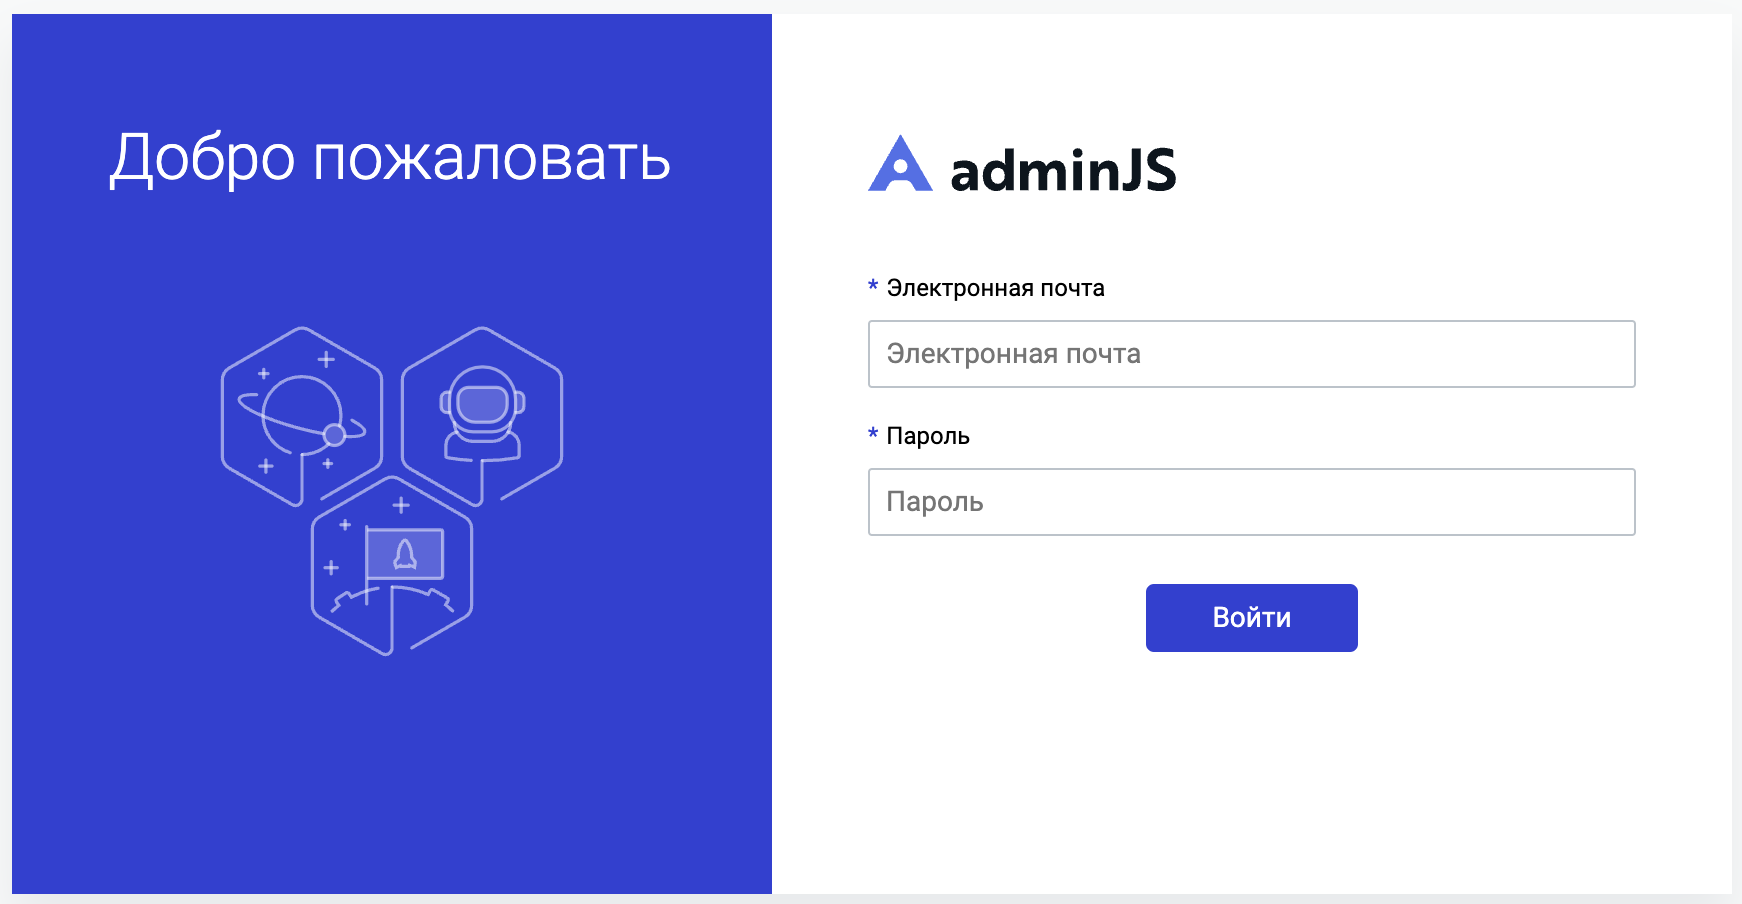 Добро пожаловать
adminJS
* Электронная почта
Электронная почта
* Пароль
Пароль
Войти